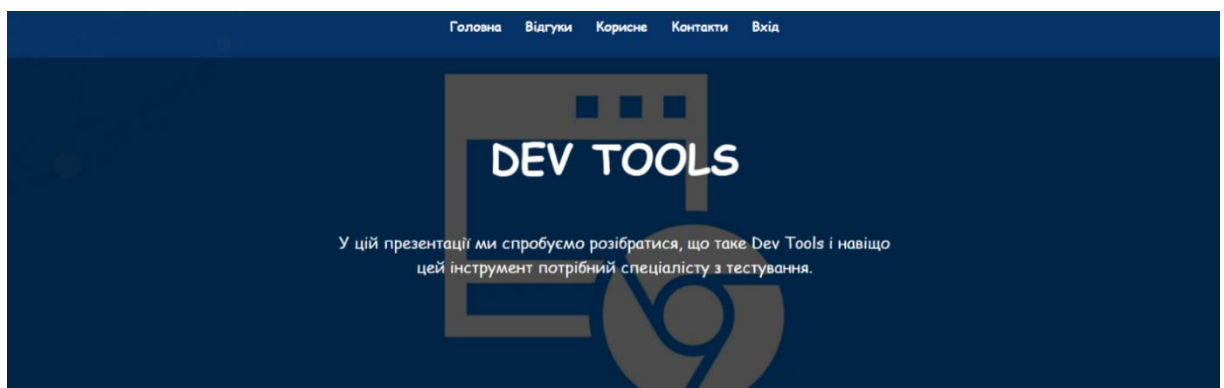 Головна Відгуки Корисне Контакти Вхід
DEV TOOLS
У цій презентації ми спробуємо розібратися, що таке Dev Tools і навіщо
цей інструмент потрібний спеціалісту з тестування.